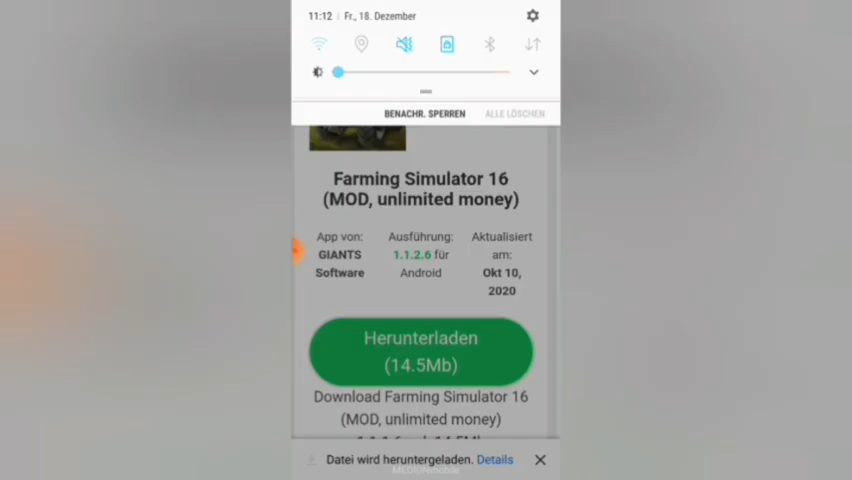 11:12 | Fr., 18. Dezember
BENACHR. SPERREN ALLE LÖSCHEN
Farming Simulator 16
(MOD, unlimited money)
App von: Ausführung: Aktualisiert
GIANTS 1.1.2.6 für am:
Software Android Okt 10,
2020
Herunterladen
(14.5Mb)
Download Farming Simulator 16
(MOD, unlimited money)
Datei wird heruntergeladen. Details
MEDIONmobile